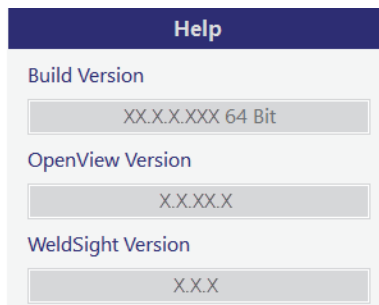 Help
Build Version
XX.X.X.XXX 64 Bit
OpenView Version
X.X.XX.X
WeldSight Version
X.X.X